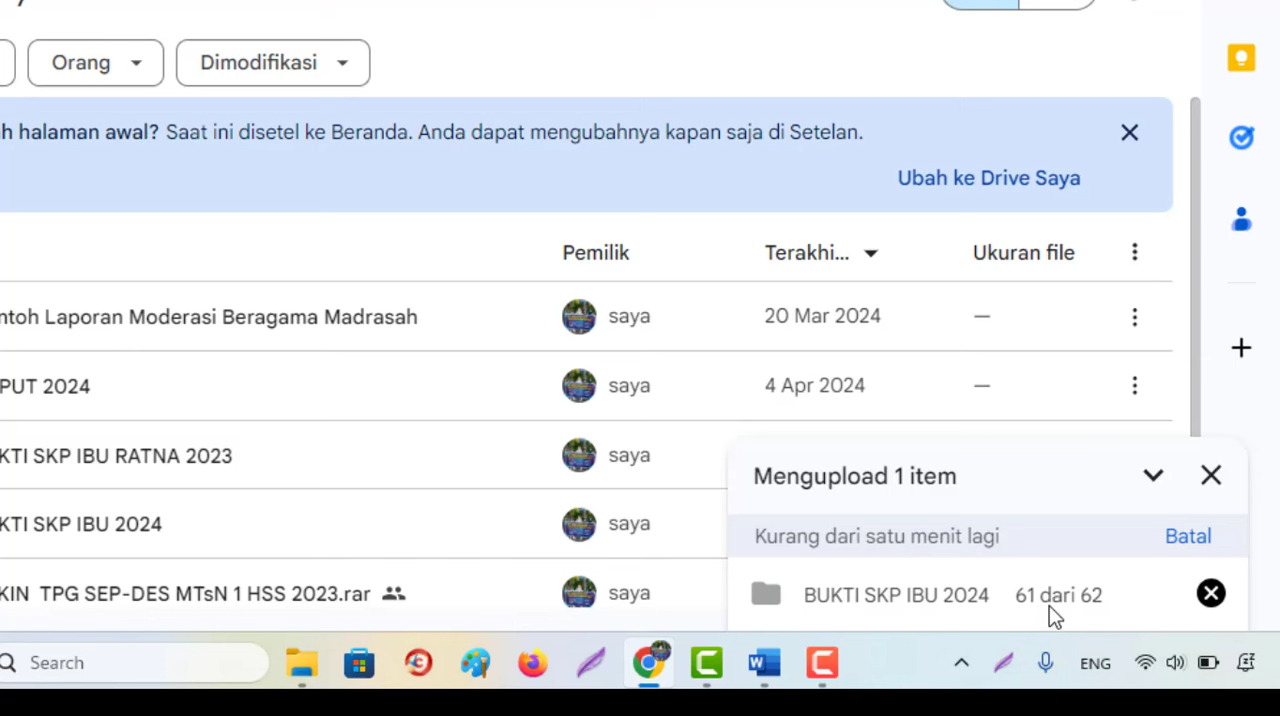 Orang
Dimodifikasi
h halaman awal? Saat ini disetel ke Beranda. Anda dapat mengubahnya kapan saja di Setelan.
Ubah ke Drive Saya
Pemilik Terakhi... Ukuran file
ntoh Laporan Moderasi Beragama Madrasah saya 20 Mar 2024 —
PUT 2024 saya 4 Apr 2024 —
KTI SKP IBU RATNA 2023 saya
KTI SKP IBU 2024 saya
KIN TPG SEP-DES MTsN 1 HSS 2023.rar saya
Mengupload 1 item
Kurang dari satu menit lagi Batal
BUKTI SKP IBU 2024 61 dari 62
Search
ENG